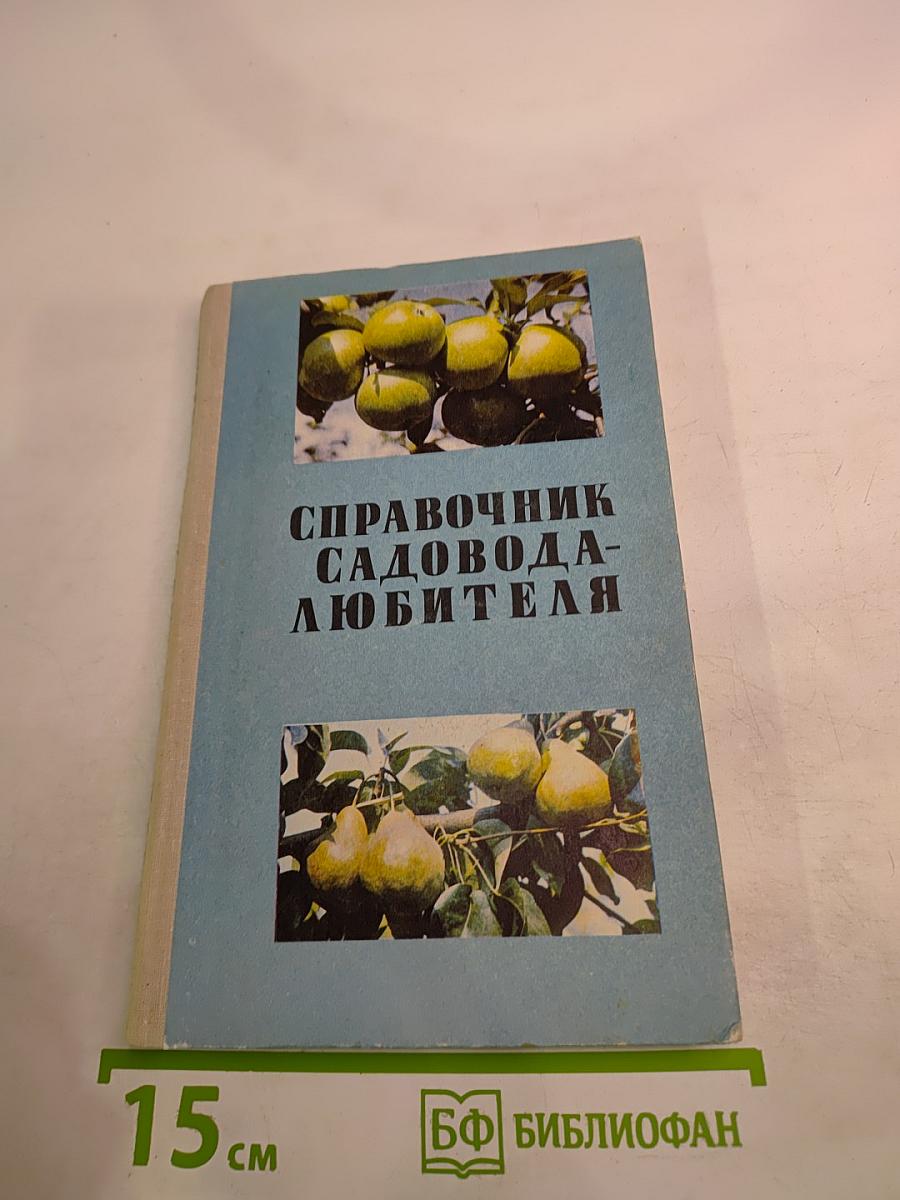 СПРАВОЧНИК
САДОВОДА-
ЛЮБИТЕЛЯ
15 см
БФ БИБЛИОФАН